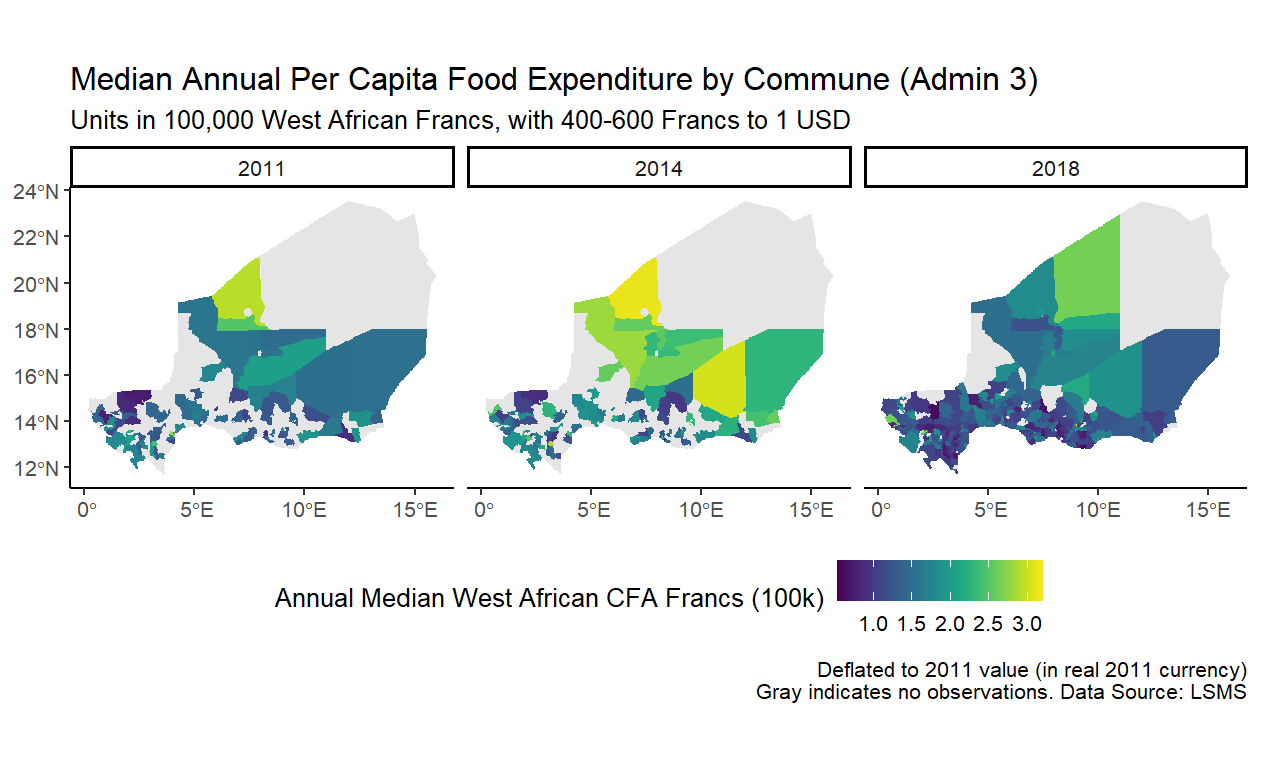 Median Annual Per Capita Food Expenditure by Commune (Admin 3)
Units in 100,000 West African Francs, with 400-600 Francs to 1 USD
2011 2014 2018
24°N
22°N
20°N
18°N
16°N
14°N
12°N
0° 5°E 10°E 15°E 0° 5°E 10°E 15°E 0° 5°E 10°E 15°E
Annual Median West African CFA Francs (100k)
1.0 1.5 2.0 2.5 3.0
Deflated to 2011 value (in real 2011 currency)
Gray indicates no observations. Data Source: LSMS